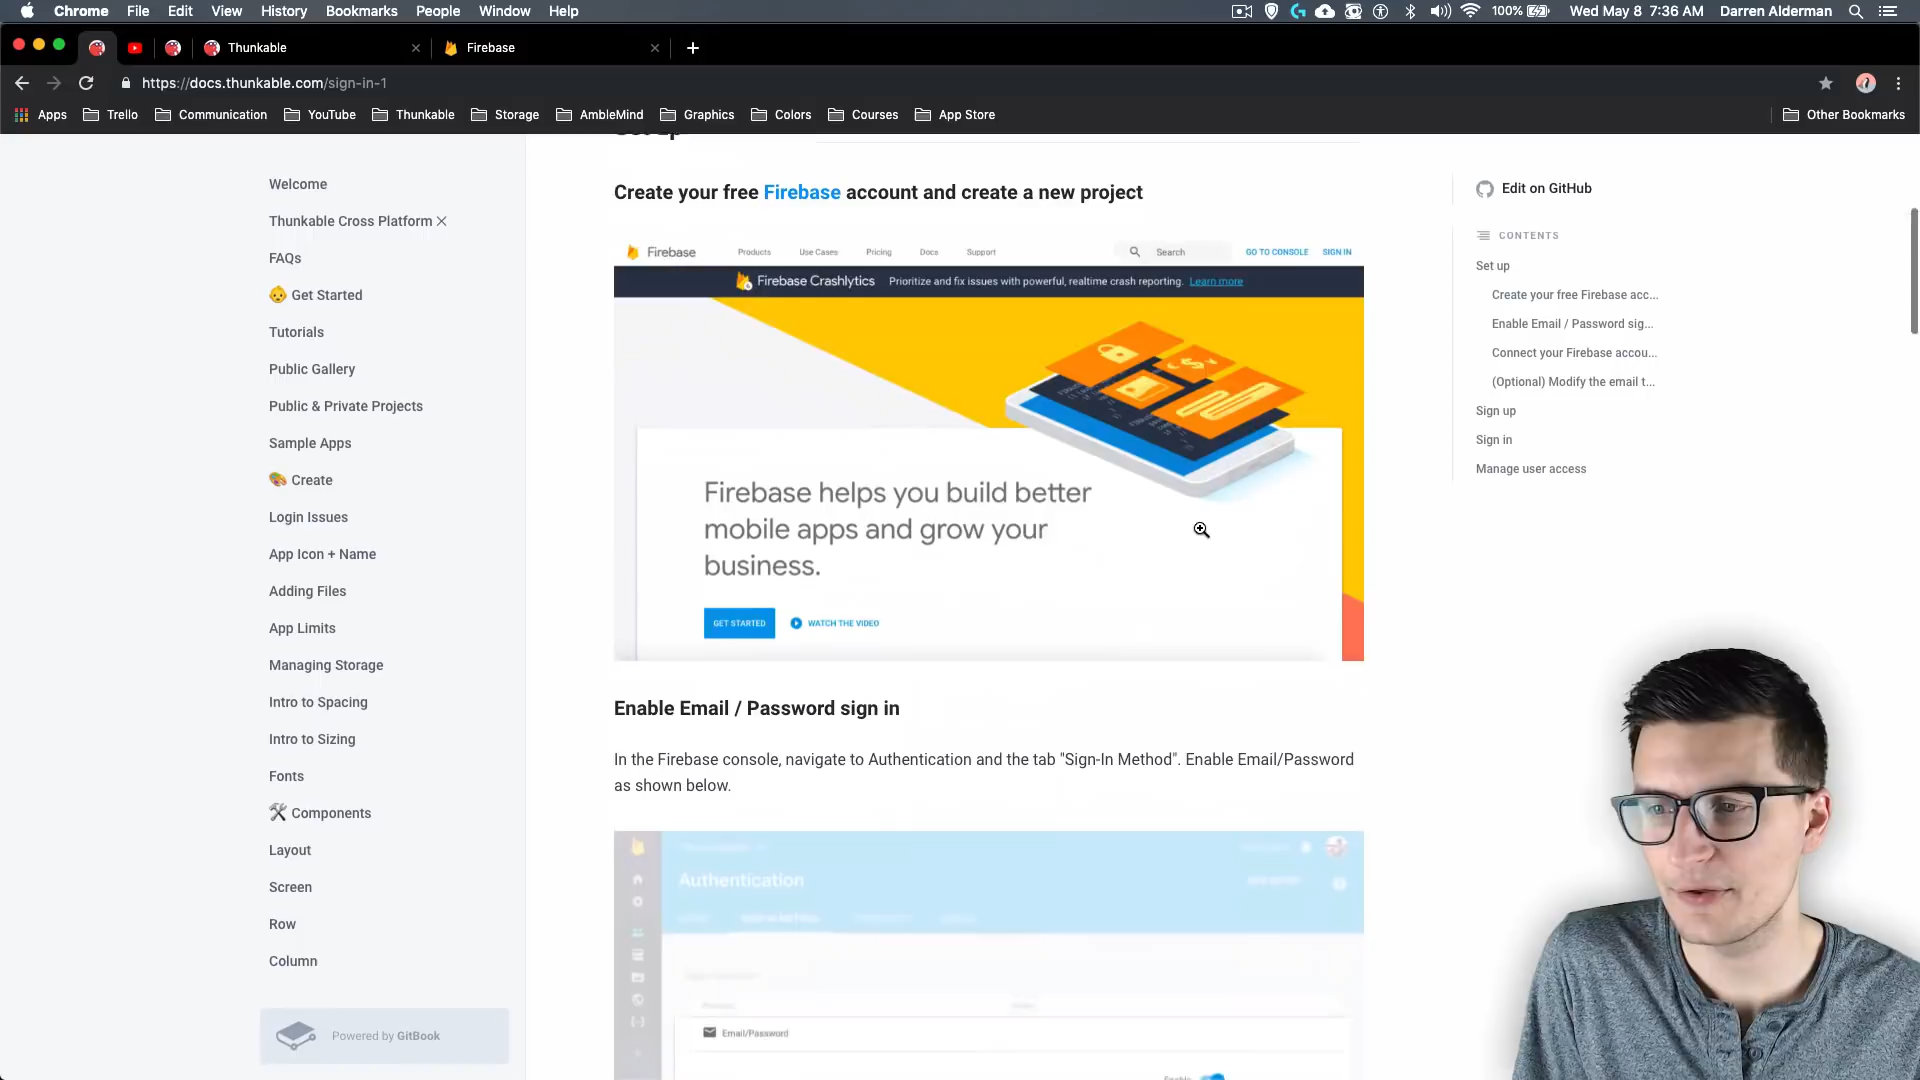 Chrome File Edit View History Bookmarks People Window Help
100% Wed May 8 7:36 AM Darren Alderman
Thunkable
Firebase
https://docs.thunkable.com/sign-in-1
Apps Trello Communication YouTube Thunkable Storage AmbleMind Graphics Colors Courses App Store Other Bookmarks
Welcome
Thunkable Cross Platform
FAQs
Get Started
Tutorials
Public Gallery
Public & Private Projects
Sample Apps
Create
Login Issues
App Icon + Name
Adding Files
App Limits
Managing Storage
Intro to Spacing
Intro to Sizing
Fonts
Components
Layout
Screen
Row
Column
Powered by GitBook
Create your free Firebase account and create a new project
Firebase Products Use Cases Pricing Docs Support Search GO TO CONSOLE SIGN IN
Firebase Crashlytics Prioritize and fix issues with powerful, realtime crash reporting. Learn more
Firebase helps you build better
mobile apps and grow your
business.
GET STARTED WATCH THE VIDEO
Enable Email / Password sign in
In the Firebase console, navigate to Authentication and the tab "Sign-In Method". Enable Email/Password
as shown below.
Authentication
Email/Password
Edit on GitHub
CONTENTS
Set up
Create your free Firebase acc...
Enable Email / Password sig...
Connect your Firebase accou...
(Optional) Modify the email t...
Sign up
Sign in
Manage user access